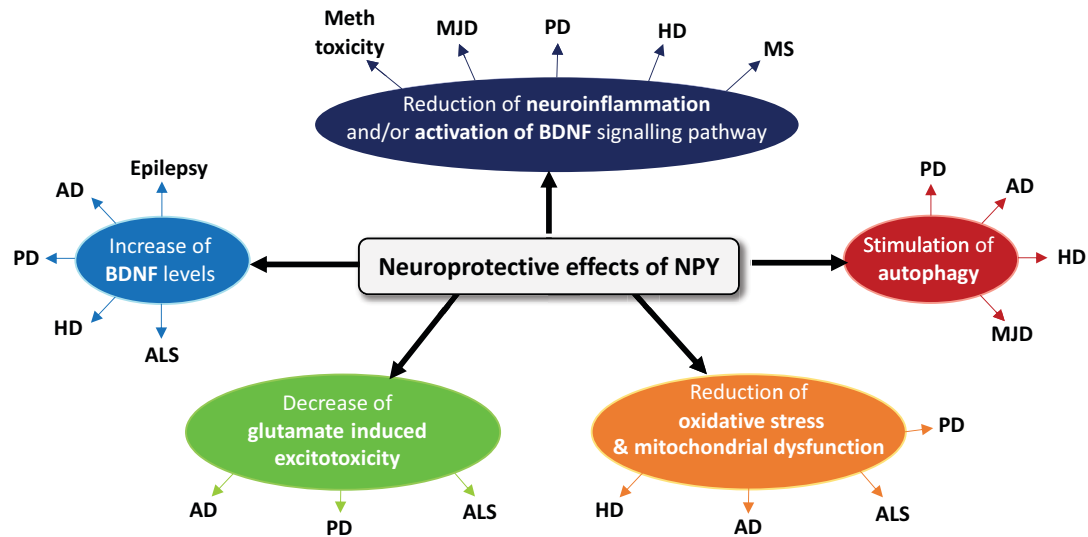 Meth
toxicity
MJD
PD
HD
MS
Reduction of neuroinflammation
and/or activation of BDNF signalling pathway
Epilepsy
AD
PD
HD
ALS
Increase of
BDNF levels
Neuroprotective effects of NPY
PD
AD
HD
MJD
Stimulation of
autophagy
Decrease of
glutamate induced
excitotoxicity
AD
PD
ALS
Reduction of
oxidative stress
& mitochondrial dysfunction
PD
HD
AD
ALS